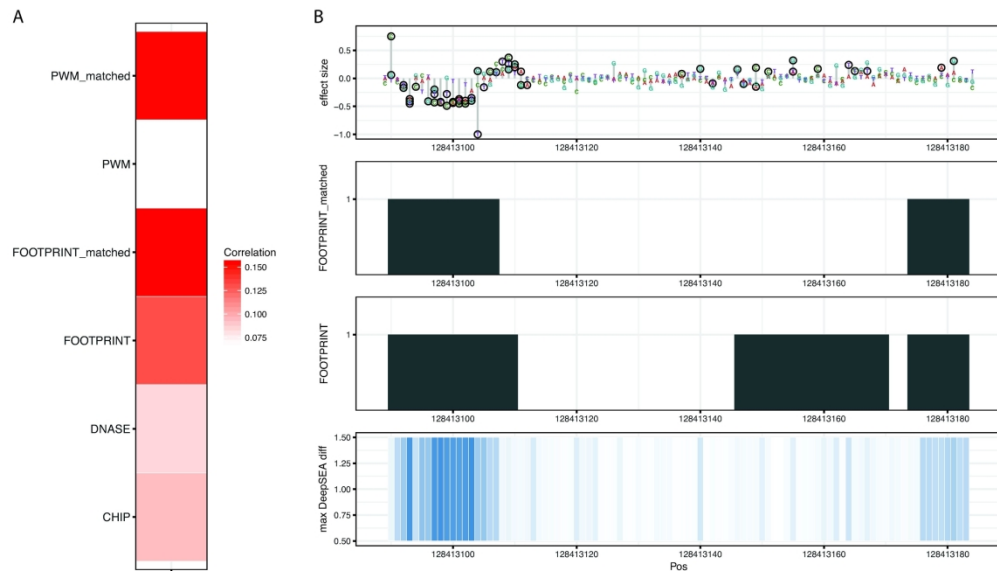 A
PWM_matched
PWM
FOOTPRINT_matched
FOOTPRINT
DNASE
CHIP
Correlation
0.150
0.125
0.100
0.075
B
effect size
0.5
0.0
−0.5
−1.0
128413100 128413120 128413140 128413160 128413180
FOOTPRINT_matched
1
128413100 128413120 128413140 128413160 128413180
FOOTPRINT
1
128413100 128413120 128413140 128413160 128413180
max DeepSEA diff
1.50
1.25
1.00
0.75
0.50
128413100 128413120 128413140 128413160 128413180
Pos